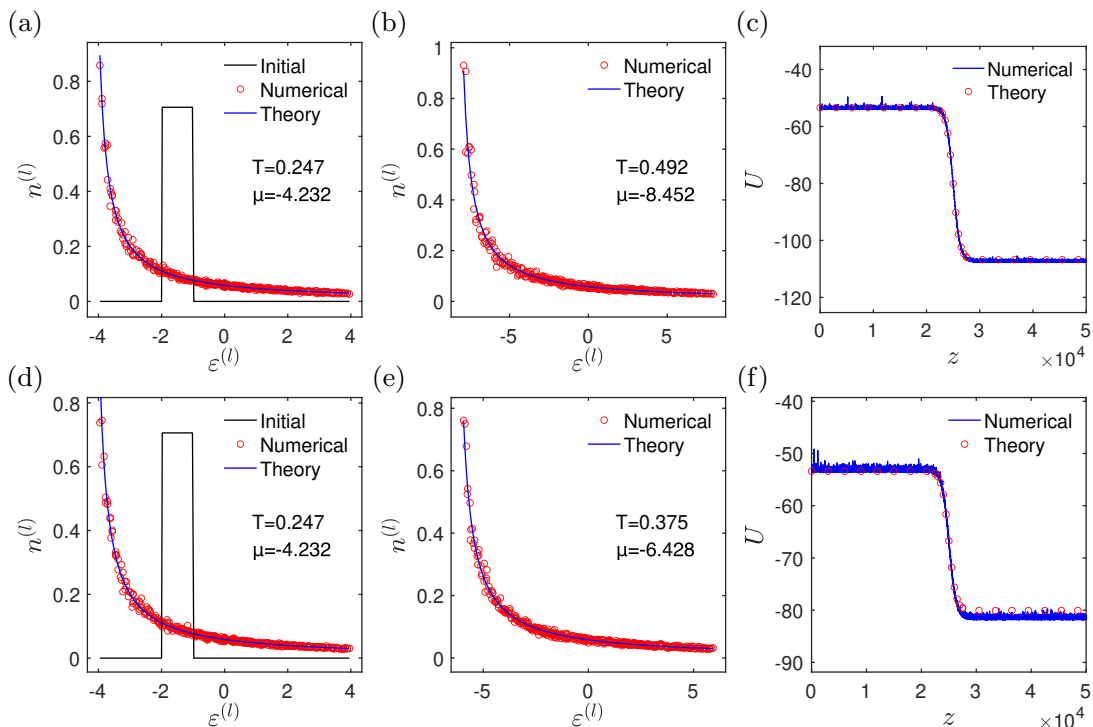 (a)
0.8
0.6
0.4
0.2
0
n^{(l)}
Initial
Numerical
Theory
T=0.247
μ=-4.232
-4 -2 0 2 4
ε^{(l)}
(b)
1
0.8
0.6
0.4
0.2
0
n^{(l)}
Numerical
Theory
T=0.492
μ=-8.452
-5 0 5
ε^{(l)}
(c)
-40
-60
-80
-100
-120
U
Numerical
Theory
0 1 2 3 4 5
×10^4
z
(d)
0.8
0.6
0.4
0.2
0
n^{(l)}
Initial
Numerical
Theory
T=0.247
μ=-4.232
-4 -2 0 2 4
ε^{(l)}
(e)
0.8
0.6
0.4
0.2
0
n^{(l)}
Numerical
Theory
T=0.375
μ=-6.428
-5 0 5
ε^{(l)}
(f)
-40
-50
-60
-70
-80
-90
U
Numerical
Theory
0 1 2 3 4 5
×10^4
z